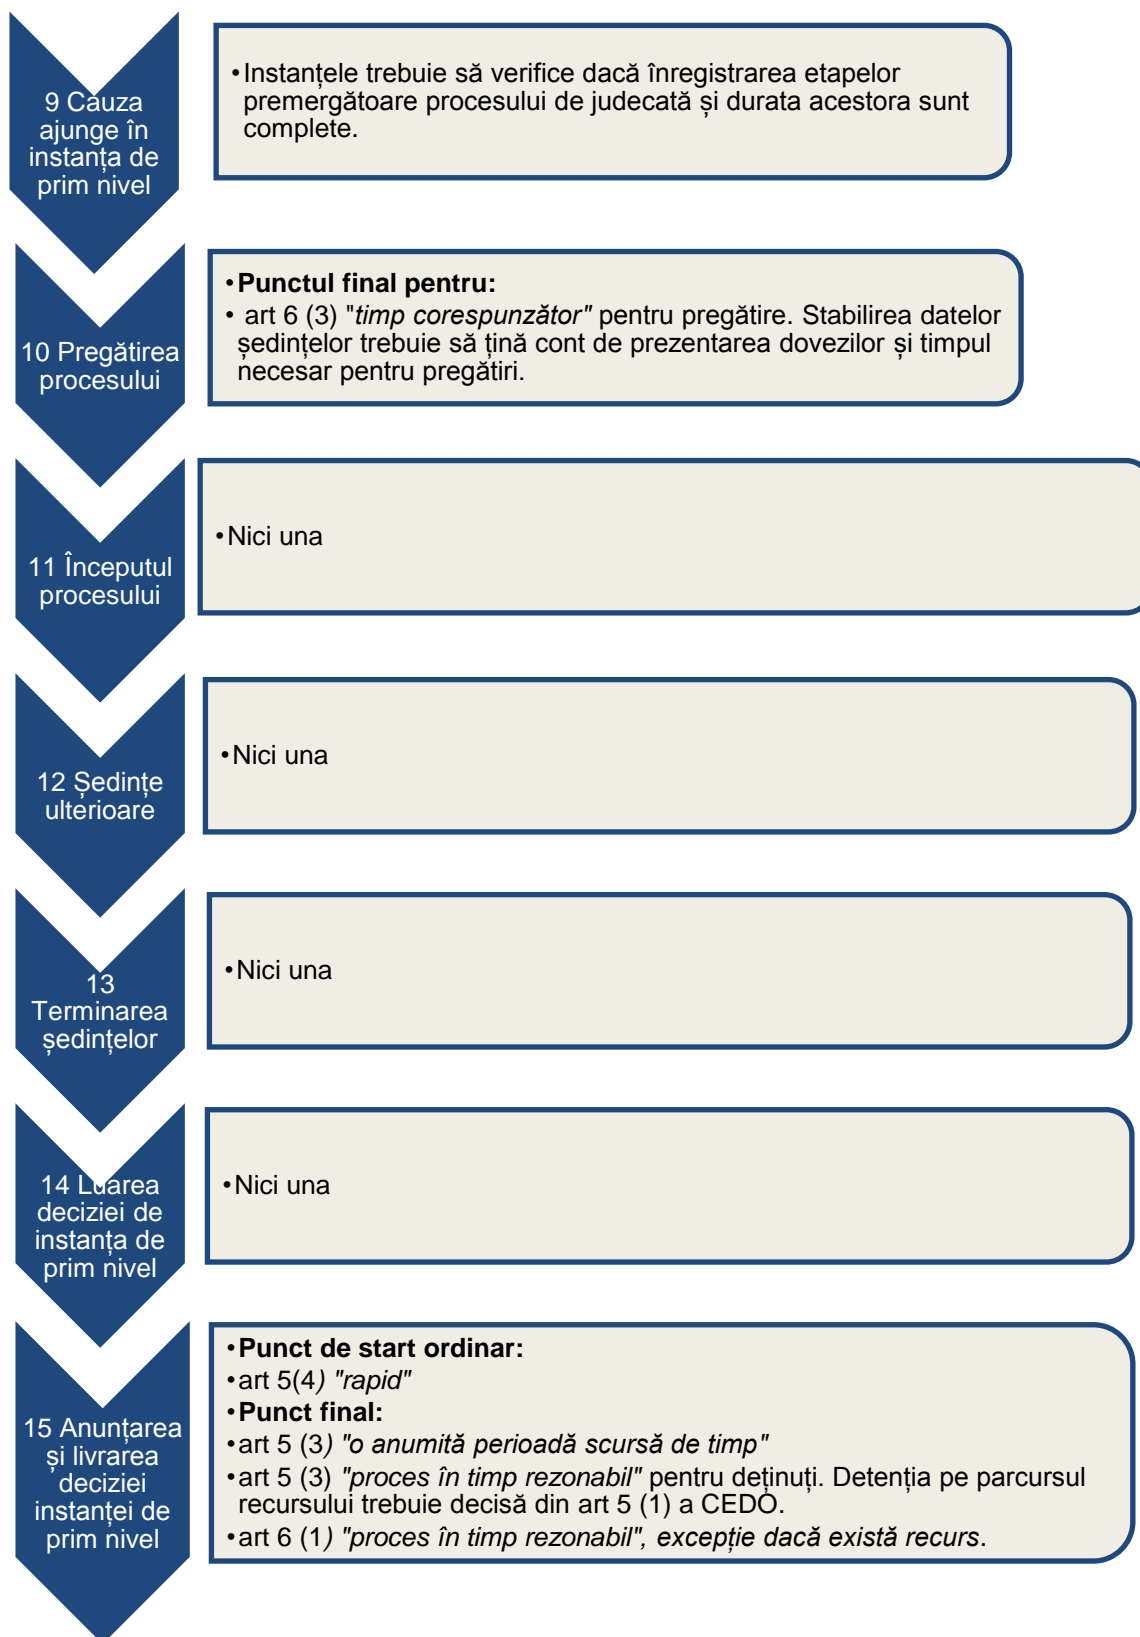 9 Cauza
ajunge în
instanța de
prim nivel
•Instanțele trebuie să verifice dacă înregistrarea etapelor
premergătoare procesului de judecată și durata acestora sunt
complete.
10 Pregătirea
procesului
•Punctul final pentru:
• art 6 (3) "timp corespunzător" pentru pregătire. Stabilirea datelor
ședințelor trebuie să țină cont de prezentarea dovezilor și timpul
necesar pentru pregătiri.
11 Începutul
procesului
•Nici una
12 Ședințe
ulterioare
•Nici una
13
Terminarea
ședințelor
•Nici una
14 Luarea
deciziei de
instanța de
prim nivel
•Nici una
15 Anunțarea
și livrarea
deciziei
instanței de
prim nivel
•Punct de start ordinar:
•art 5(4) "rapid"
•Punct final:
•art 5 (3) "o anumită perioadă scursă de timp"
•art 5 (3) "proces în timp rezonabil" pentru deținuți. Detenția pe parcursul
recursului trebuie decisă din art 5 (1) a CEDO.
•art 6 (1) "proces în timp rezonabil", excepție dacă există recurs.